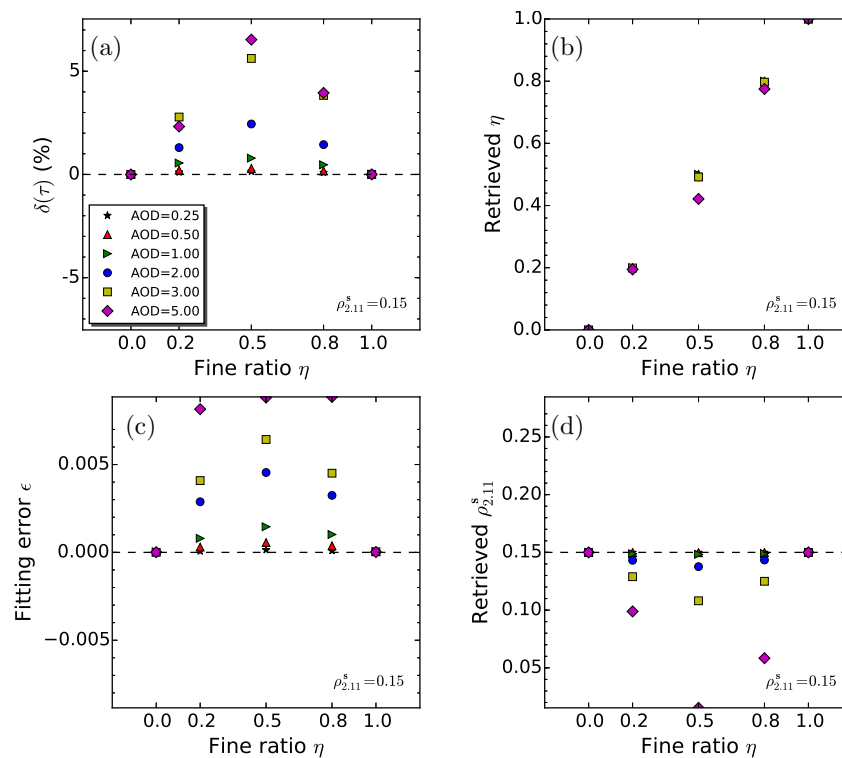 (a)
δ(τ) (%)
5
0
-5
AOD=0.25
AOD=0.50
AOD=1.00
AOD=2.00
AOD=3.00
AOD=5.00
ρ^s_2.11=0.15
0.0 0.2 0.5 0.8 1.0
Fine ratio η
(b)
Retrieved η
1.0
0.8
0.6
0.4
0.2
0.0
ρ^s_2.11=0.15
0.0 0.2 0.5 0.8 1.0
Fine ratio η
(c)
Fitting error ϵ
0.005
0.000
−0.005
ρ^s_2.11=0.15
0.0 0.2 0.5 0.8 1.0
Fine ratio η
(d)
Retrieved ρ^s_2.11
0.25
0.20
0.15
0.10
0.05
ρ^s_2.11=0.15
0.0 0.2 0.5 0.8 1.0
Fine ratio η